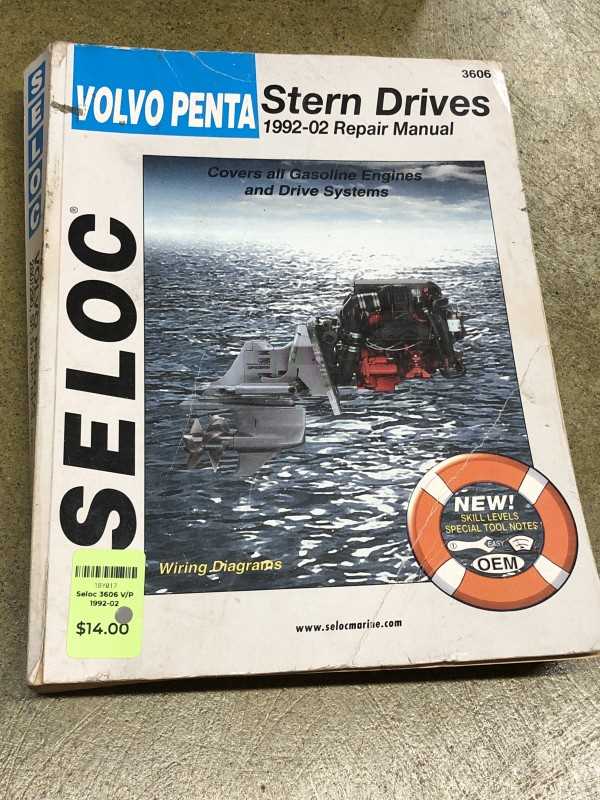 3606
VOLVO PENTA
Stern Drives
1992-02 Repair Manual
Covers all Gasoline Engines
and Drive Systems
SELOC®
SELOC
NEW!
SKILL LEVELS
SPECIAL TOOL NOTES
EASY
OEM
Wiring Diagrams
www.selocmarine.com
18Y017
Seloc 3606 V/P
1992-02
$14.00